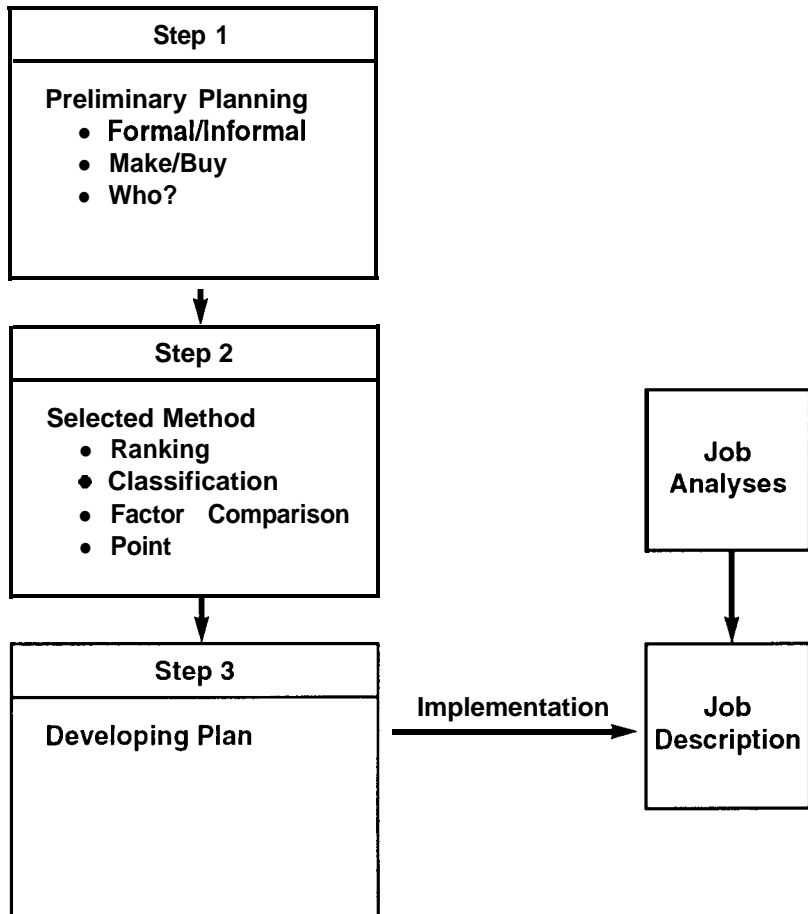 Step 1
Preliminary Planning
• Formal/Informal
• Make/Buy
• Who?
Step 2
Selected Method
• Ranking
• Classification
• Factor Comparison
• Point
Step 3
Developing Plan
Implementation
Job
Analyses
Job
Description